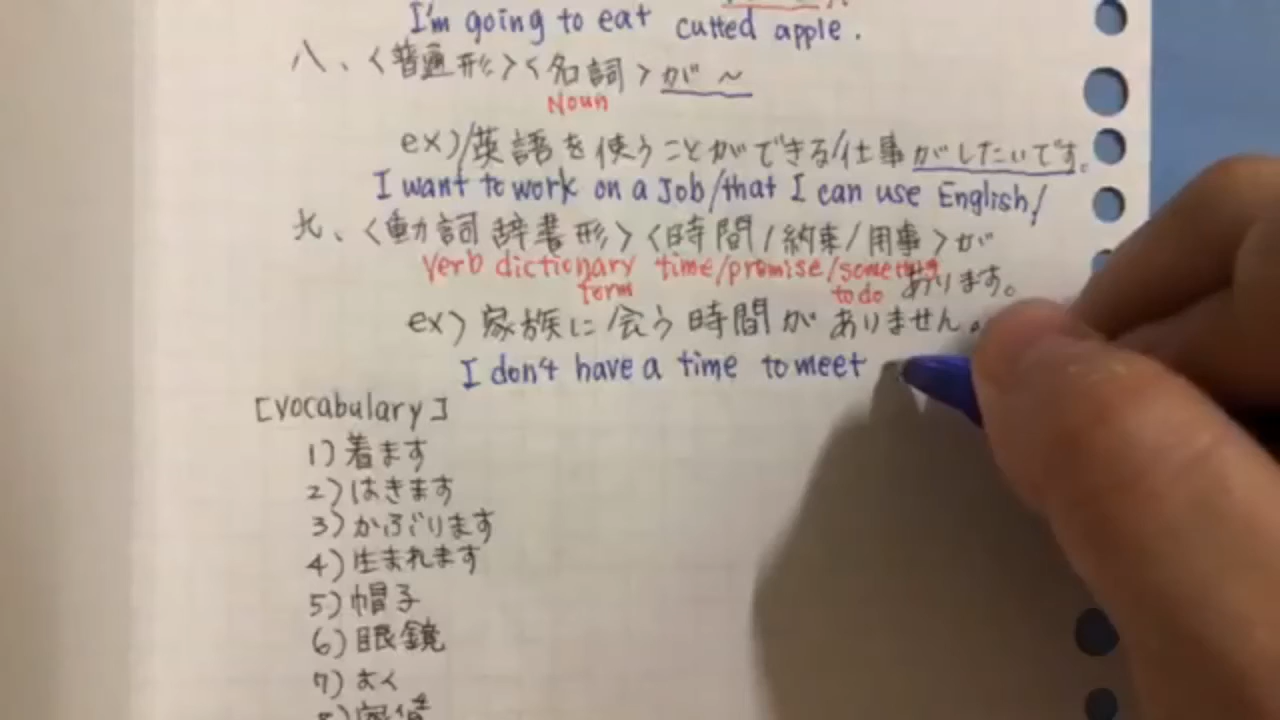 I'm going to eat cutted apple.
八、〈普通形〉〈名詞〉が〜
Noun
ex)/英語を使うことができる/仕事がしたいです。
I want to work on a Job/that I can use English/
九、〈動詞辞書形〉〈時間/約束/用事〉が
Verb dictionary time/promise/something
form to do あります。
ex) 家族に会う時間がありません。
I don't have a time to meet
[vocabulary]
1) 着ます
2) はきます
3) かぶります
4) 生まれます
5) 帽子
6) 眼鏡
7) よく